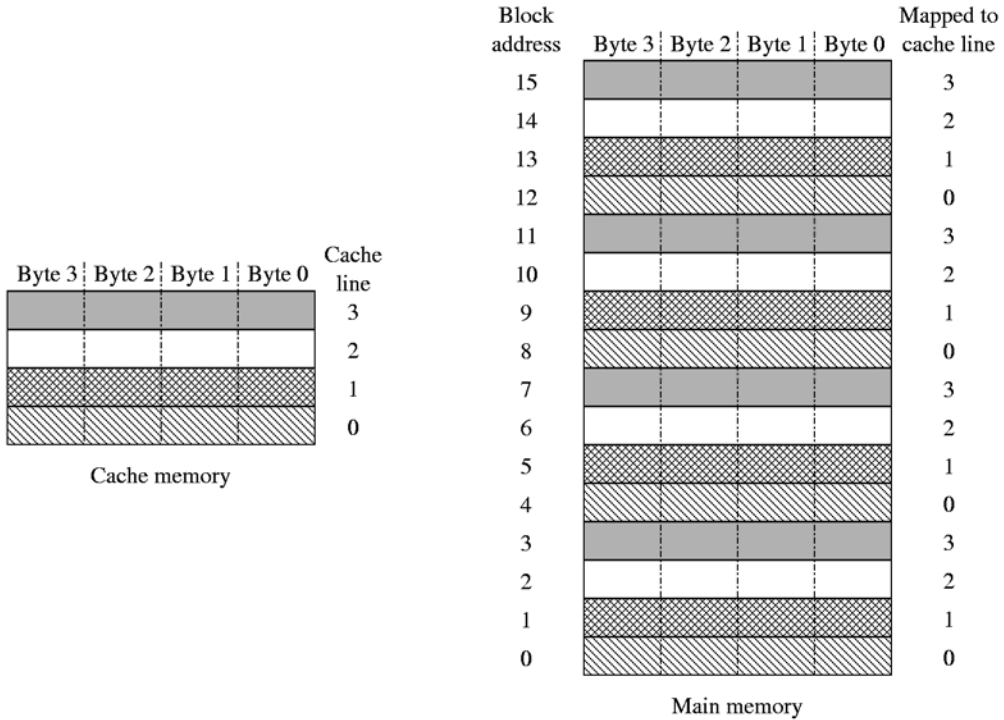 Block
address
Byte 3 Byte 2 Byte 1 Byte 0
Mapped to
cache line
15 3
14 2
13 1
12 0
11 3
10 2
9 1
8 0
7 3
6 2
5 1
4 0
3 3
2 2
1 1
0 0
Main memory
Byte 3 Byte 2 Byte 1 Byte 0
Cache
line
3
2
1
0
Cache memory